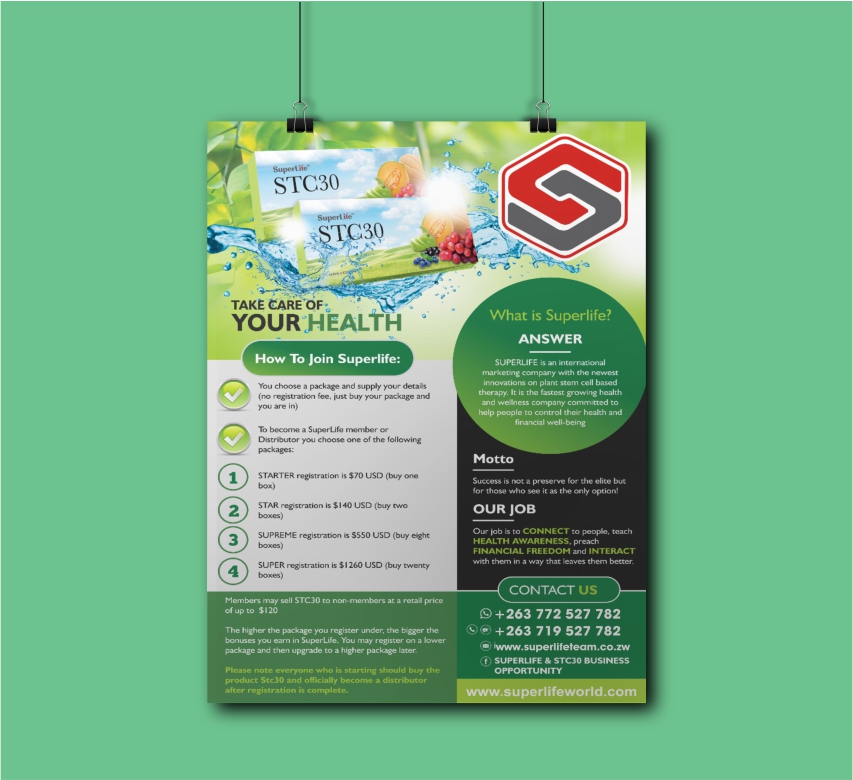 SuperLife™
STC30
SuperLife™
STC30
TAKE CARE OF
YOUR HEALTH
How To Join Superlife:
You choose a package and supply your details
(no registration fee, just buy your package and
you are in)
To become a SuperLife member or
Distributor you choose one of the following
packages:
1
STARTER registration is $70 USD (buy one
box)
2
STAR registration is $140 USD (buy two
boxes)
3
SUPREME registration is $550 USD (buy eight
boxes)
4
SUPER registration is $1260 USD (buy twenty
boxes)
Members may sell STC30 to non-members at a retail price
of up to $120
The higher the package you register under, the bigger the
bonuses you earn in SuperLife. You may register on a lower
package and then upgrade to a higher package later.
Please note everyone who is starting should buy the
product Stc30 and officially become a distributor
after registration is complete.
What is Superlife?
ANSWER
SUPERLIFE is an international
marketing company with the newest
innovations on plant stem cell based
therapy. It is the fastest growing health
and wellness company committed to
help people to control their health and
financial well-being
Motto
Success is not a preserve for the elite but
for those who see it as the only option!
OUR JOB
Our job is to CONNECT to people, teach
HEALTH AWARENESS, preach
FINANCIAL FREEDOM and INTERACT
with them in a way that leaves them better.
CONTACT US
+263 772 527 782
+263 719 527 782
www.superlifeteam.co.zw
SUPERLIFE & STC30 BUSINESS
OPPORTUNITY
www.superlifeworld.com